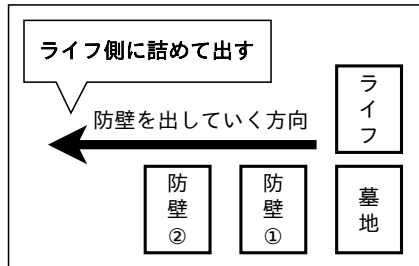 ライフ側に詰めて出す
防壁を出していく方向
ライフ
防壁②
防壁①
墓地